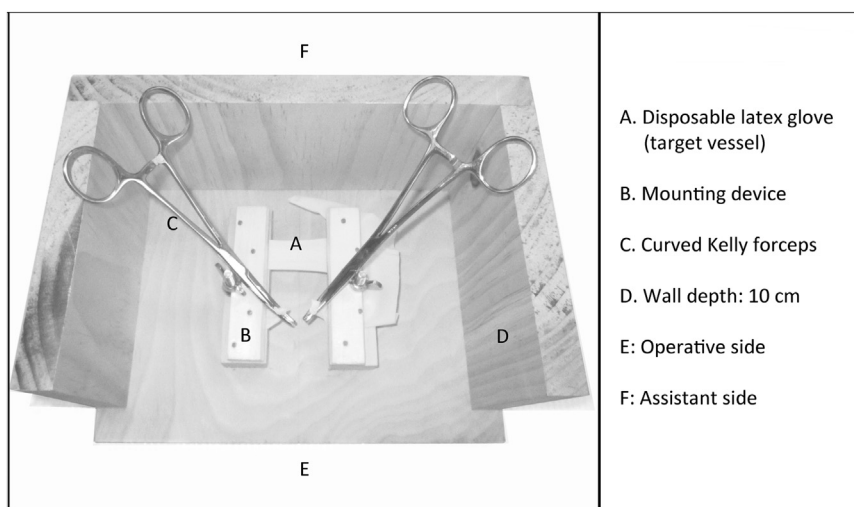 F
C
A
B
D
E
A. Disposable latex glove
(target vessel)
B. Mounting device
C. Curved Kelly forceps
D. Wall depth: 10 cm
E: Operative side
F: Assistant side